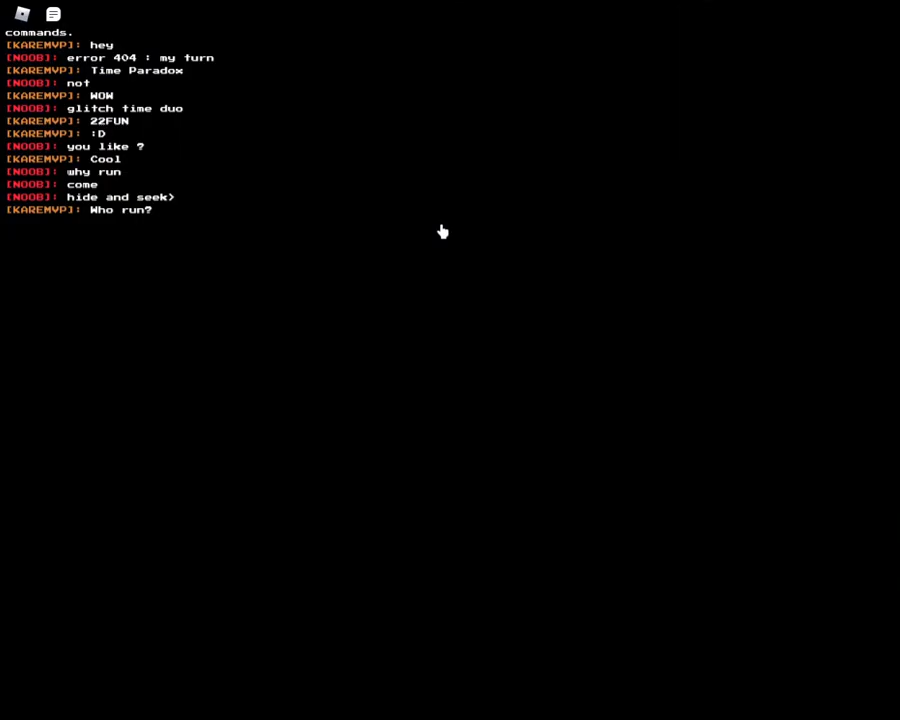 commands.
[KAREMVP]: hey
[NOOB]: error 404 : my turn
[KAREMVP]: Time Paradox
[NOOB]: not
[KAREMVP]: WOW
[NOOB]: glitch time duo
[KAREMVP]: 22FUN
[KAREMVP]: :D
[NOOB]: you like ?
[KAREMVP]: Cool
[NOOB]: why run
[NOOB]: come
[NOOB]: hide and seek>
[KAREMVP]: Who run?